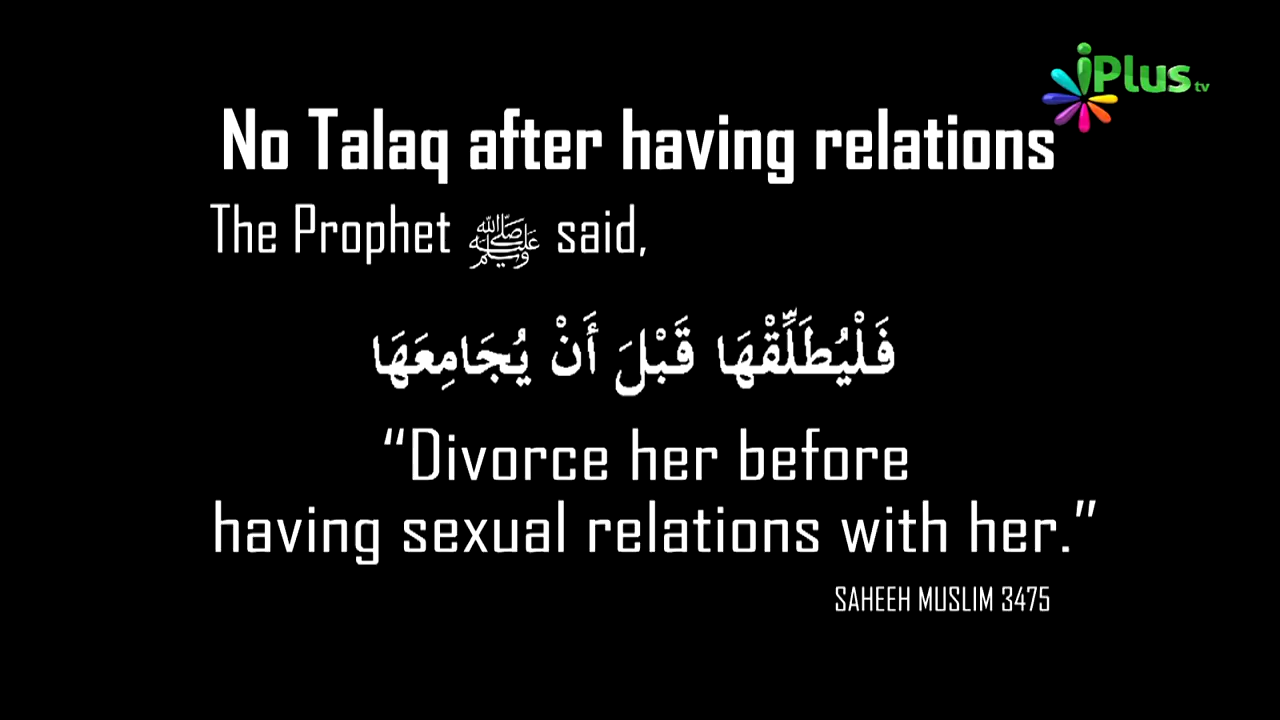 iPlus tv
No Talaq after having relations
The Prophet ﷺ said,
فَلْيُطَلِّقْهَا قَبْلَ أَنْ يُجَامِعَهَا
“Divorce her before
having sexual relations with her.”
SAHEEH MUSLIM 3475